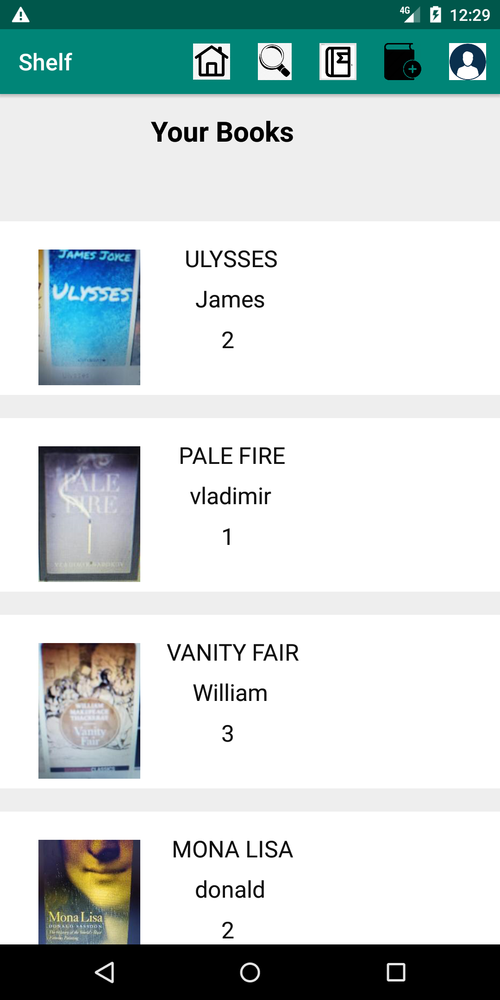 4G 12:29
Shelf
Your Books
JAMES JOYCE
ULYSSES
Ulysses
ULYSSES
James
2
PALE FIRE
VLADIMIR NABOKOV
PALE FIRE
vladimir
1
WILLIAM
MAKEPEACE
THACKERAY
Vanity
Fair
CLASSICS
VANITY FAIR
William
3
Mona Lisa
DONALD SASSOON
The History of the World's Most
Famous Painting
MONA LISA
donald
2